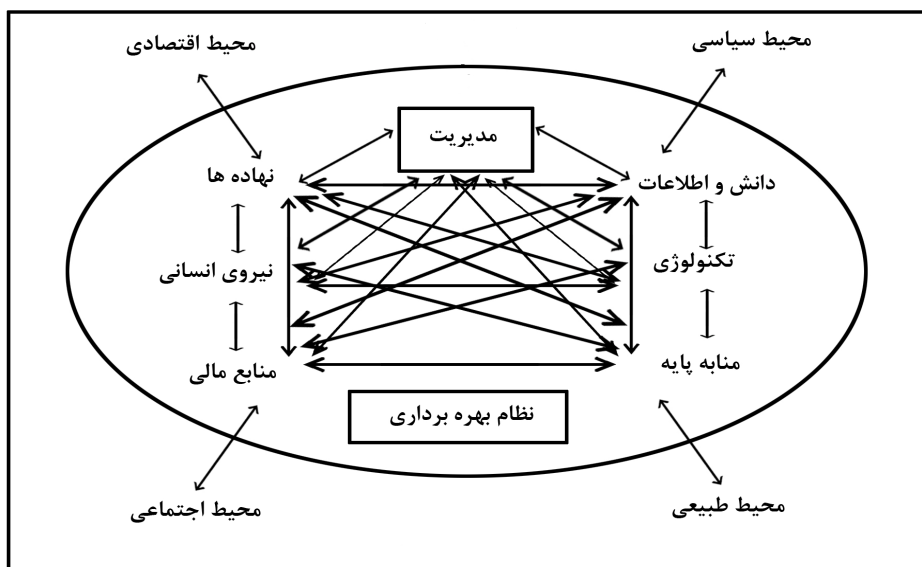 محیط سیاسی
محیط اقتصادی
مدیریت
دانش و اطلاعات
نهاده ها
تکنولوژی
نیروی انسانی
منابه پایه
منابع مالی
نظام بهره برداری
محیط طبیعی
محیط اجتماعی